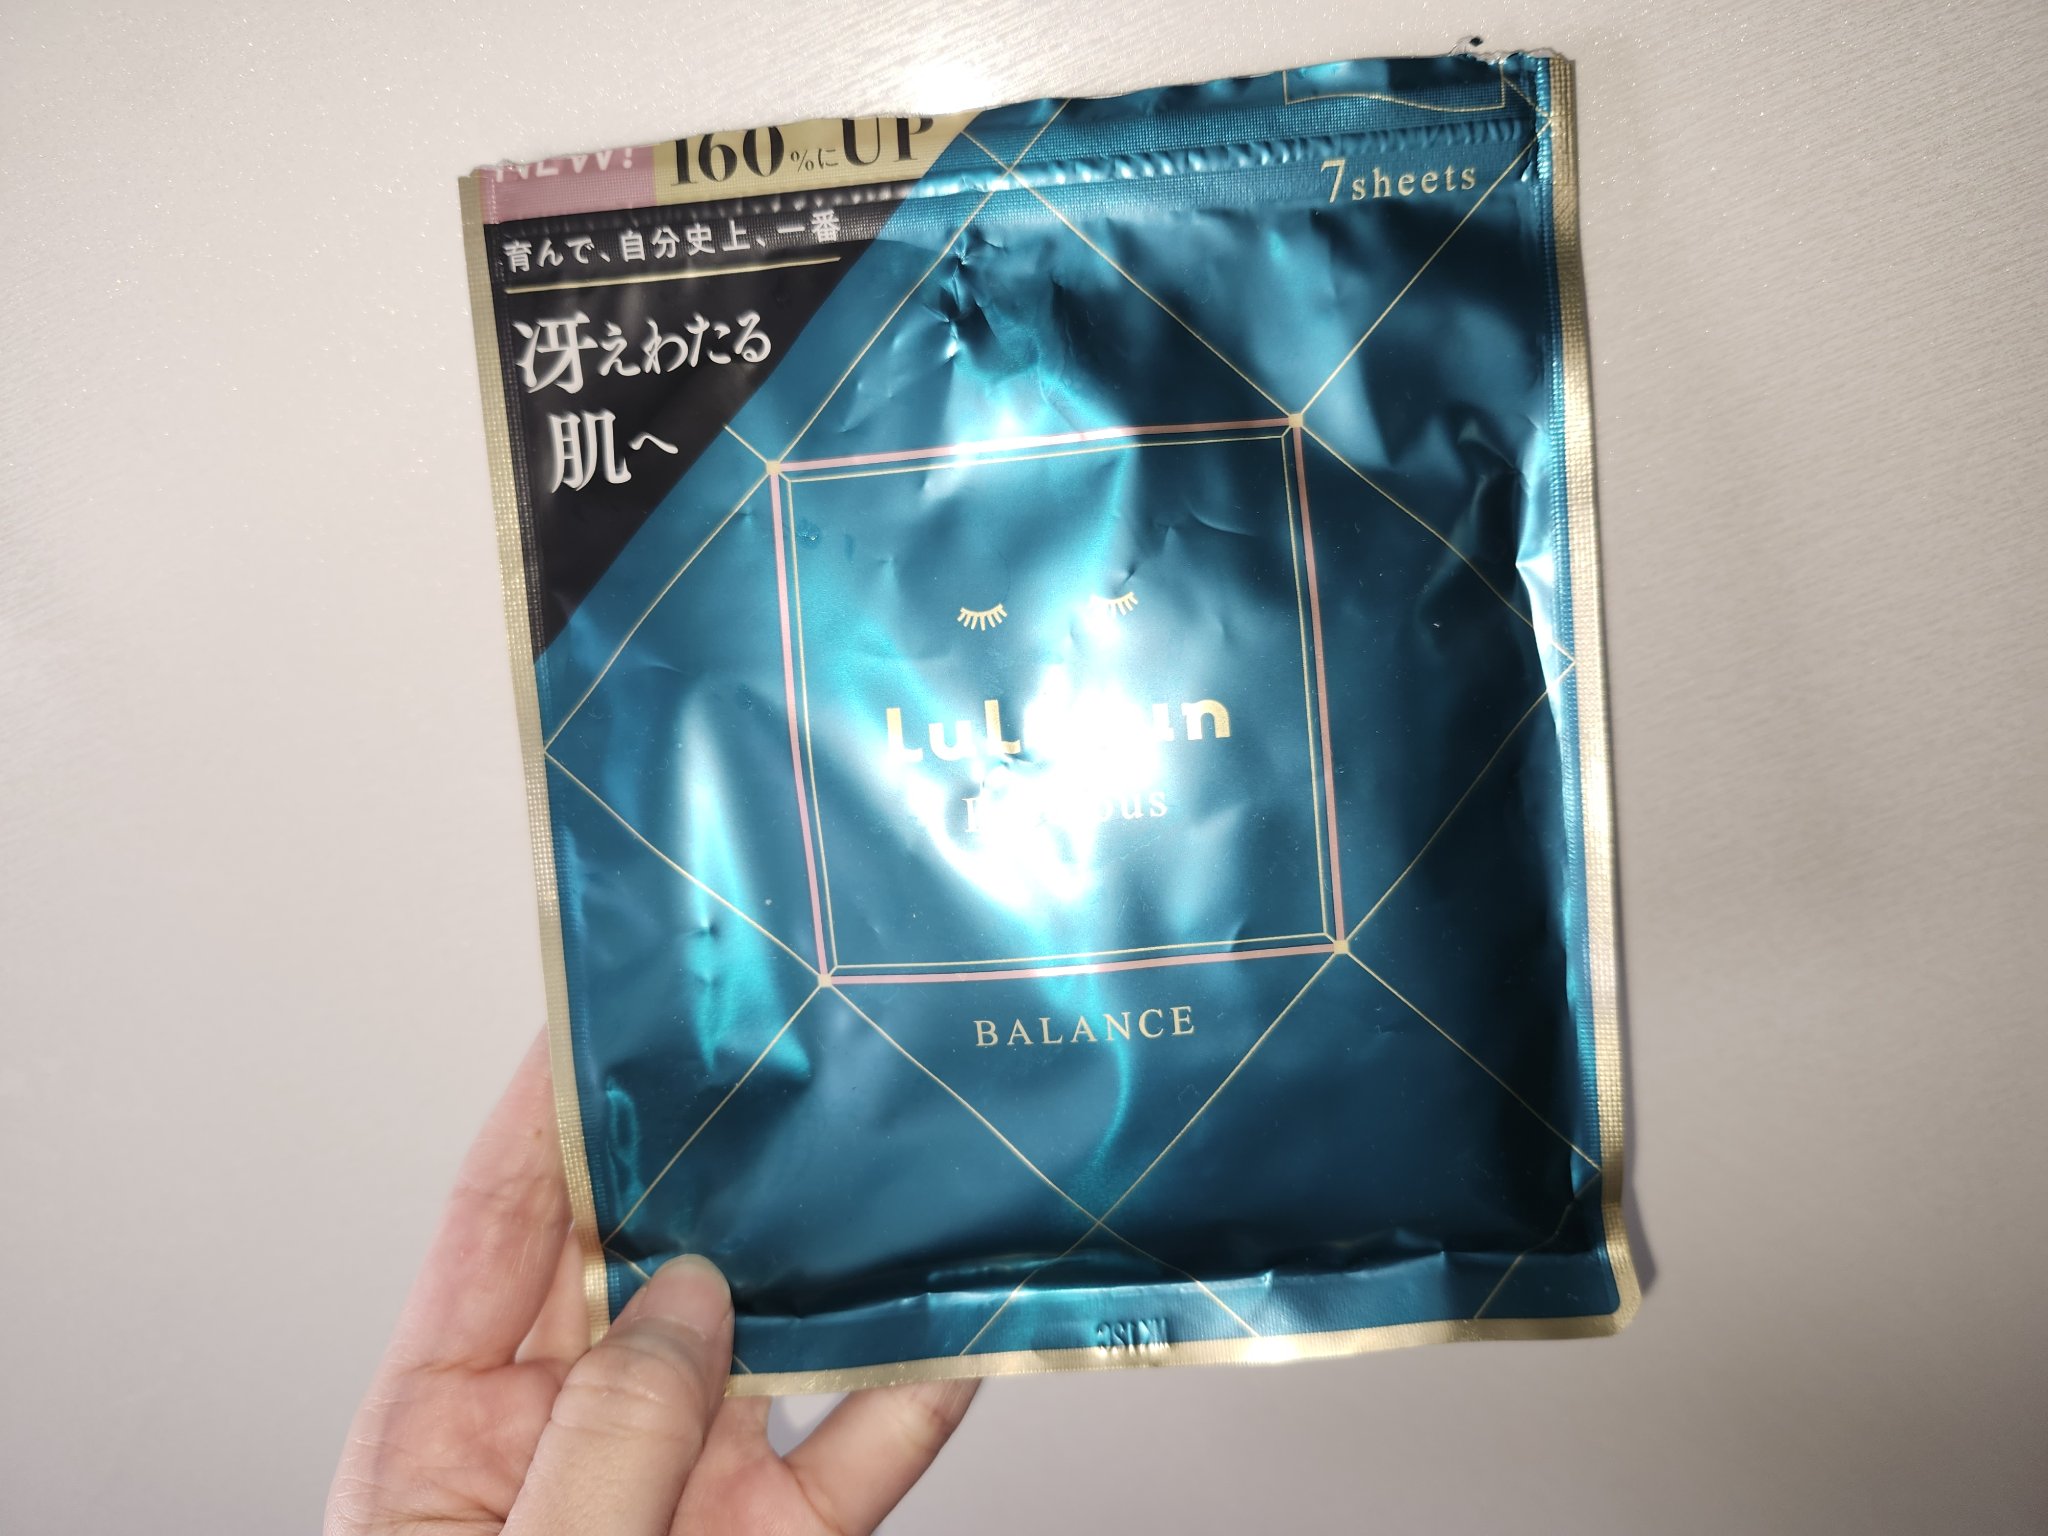 NEW!
160%にUP
7sheets
育んで、自分史上、一番
冴えわたる
肌へ
BALANCE